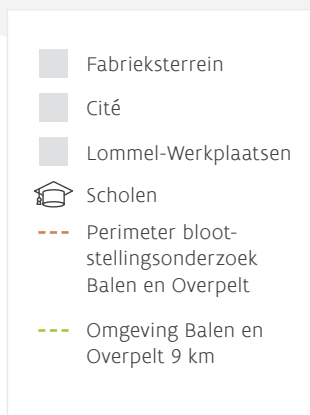 Fabrieksterrein
Cité
Lommel-Werkplaatsen
Scholen
Perimeter bloot-
stellingsonderzoek
Balen en Overpelt
Omgeving Balen en
Overpelt 9 km